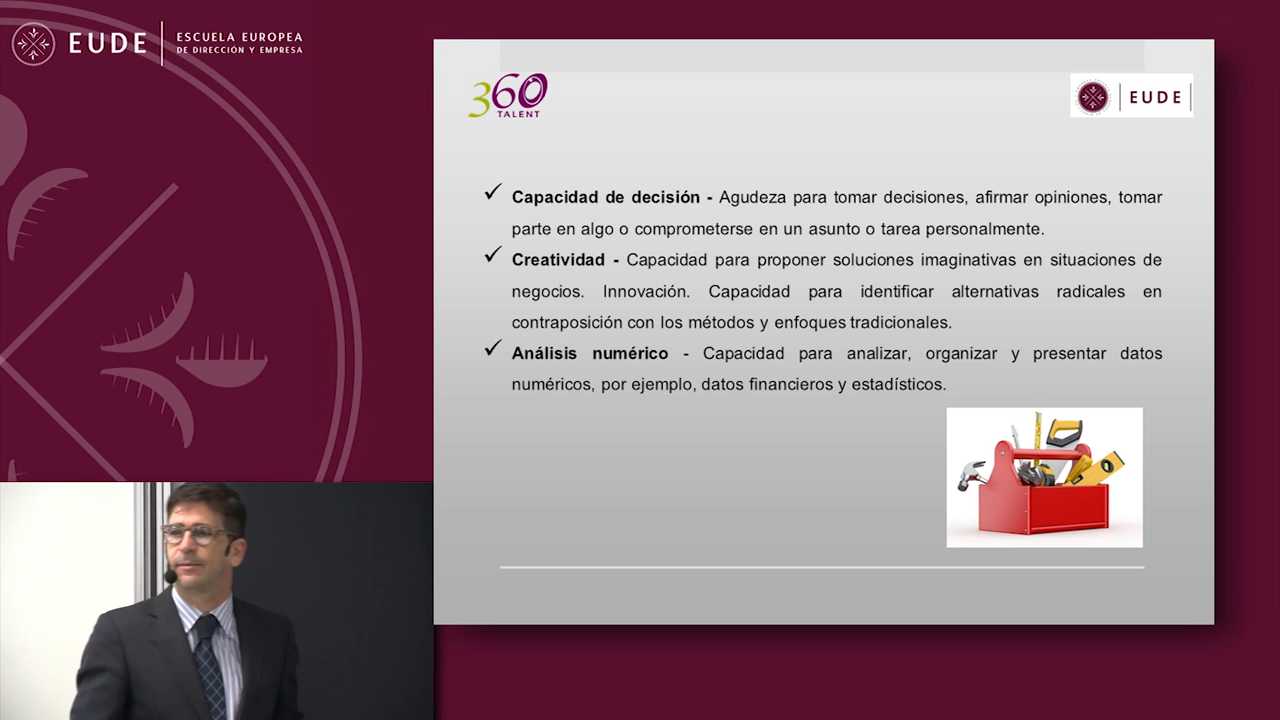 EUDE
ESCUELA EUROPEA
DE DIRECCIÓN Y EMPRESA
360
TALENT
EUDE
Capacidad de decisión - Agudeza para tomar decisiones, afirmar opiniones, tomar
parte en algo o comprometerse en un asunto o tarea personalmente.
Creatividad - Capacidad para proponer soluciones imaginativas en situaciones de
negocios. Innovación. Capacidad para identificar alternativas radicales en
contraposición con los métodos y enfoques tradicionales.
Análisis numérico - Capacidad para analizar, organizar y presentar datos
numéricos, por ejemplo, datos financieros y estadísticos.